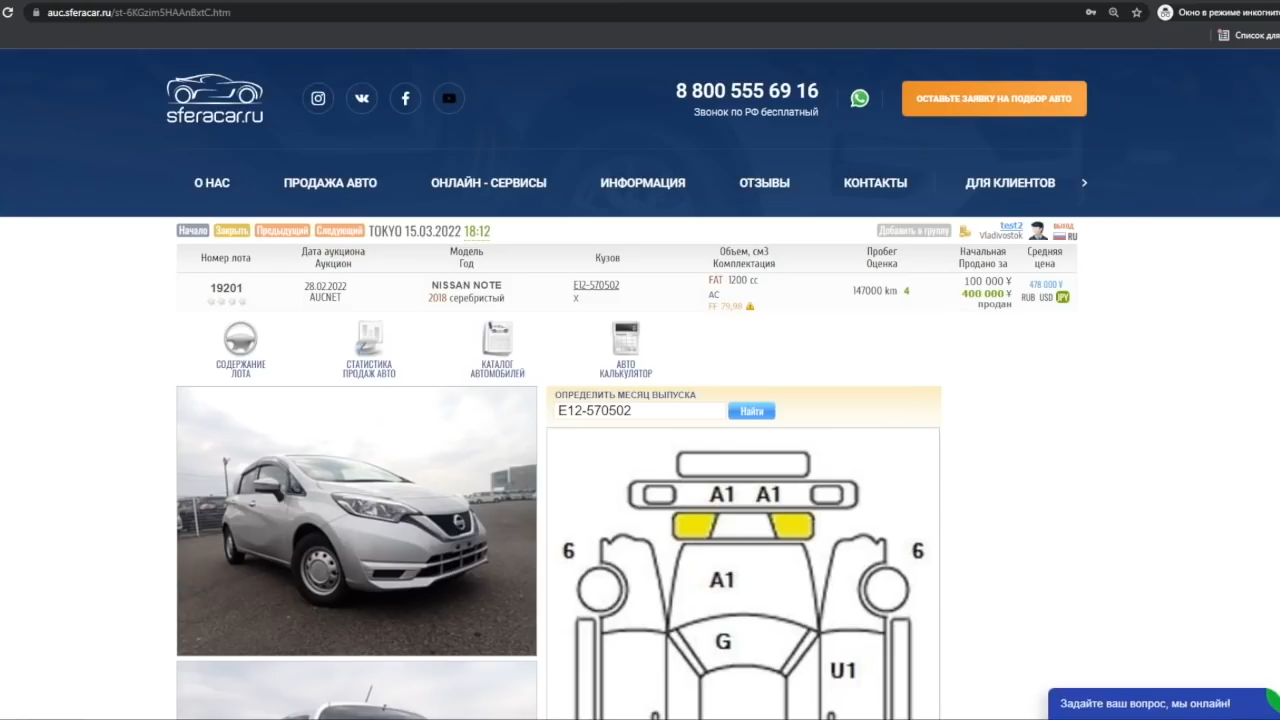 auc.sferacar.ru/st-6KGzim5HAAnBxtC.htm
Окно в режиме инкогнито
Список для
sferacar.ru
8 800 555 69 16
Звонок по РФ бесплатный
ОСТАВЬТЕ ЗАЯВКУ НА ПОДБОР АВТО
О НАС ПРОДАЖА АВТО ОНЛАЙН - СЕРВИСЫ ИНФОРМАЦИЯ ОТЗЫВЫ КОНТАКТЫ ДЛЯ КЛИЕНТОВ
Начало Закрыть Предыдущий Следующий TOKYO 15.03.2022 18:12 Добавить в группу test2 выход
Vladivostok RU
Номер лота Дата аукциона Модель Кузов Объем, см3 Пробег Начальная Средняя
Аукцион Год Комплектация Оценка Продано за цена
19201 28.02.2022 NISSAN NOTE E12-570502 FAT 1200 cc 147000 km 4 100 000 ¥ 478 000 ¥
AUCNET 2018 серебристый X AC 400 000 ¥ RUB USD JPY
FF 79,98 продан
СОДЕРЖАНИЕ СТАТИСТИКА КАТАЛОГ АВТО
ЛОТА ПРОДАЖ АВТО АВТОМОБИЛЕЙ КАЛЬКУЛЯТОР
ОПРЕДЕЛИТЬ МЕСЯЦ ВЫПУСКА
E12-570502 Найти
A1 A1
6 6
A1
G
U1
Задайте ваш вопрос, мы онлайн!